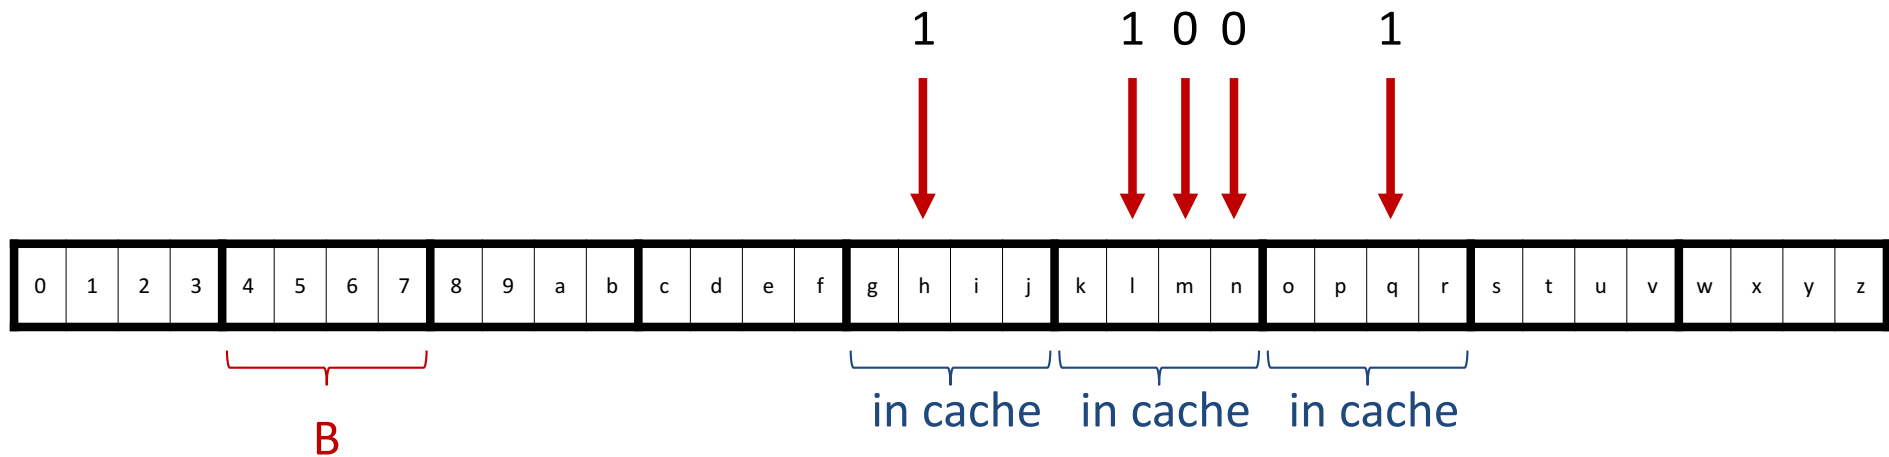 1 1 0 0 1
0 1 2 3 4 5 6 7 8 9 a b c d e f g h i j k l m n o p q r s t u v w x y z
B in cache in cache in cache